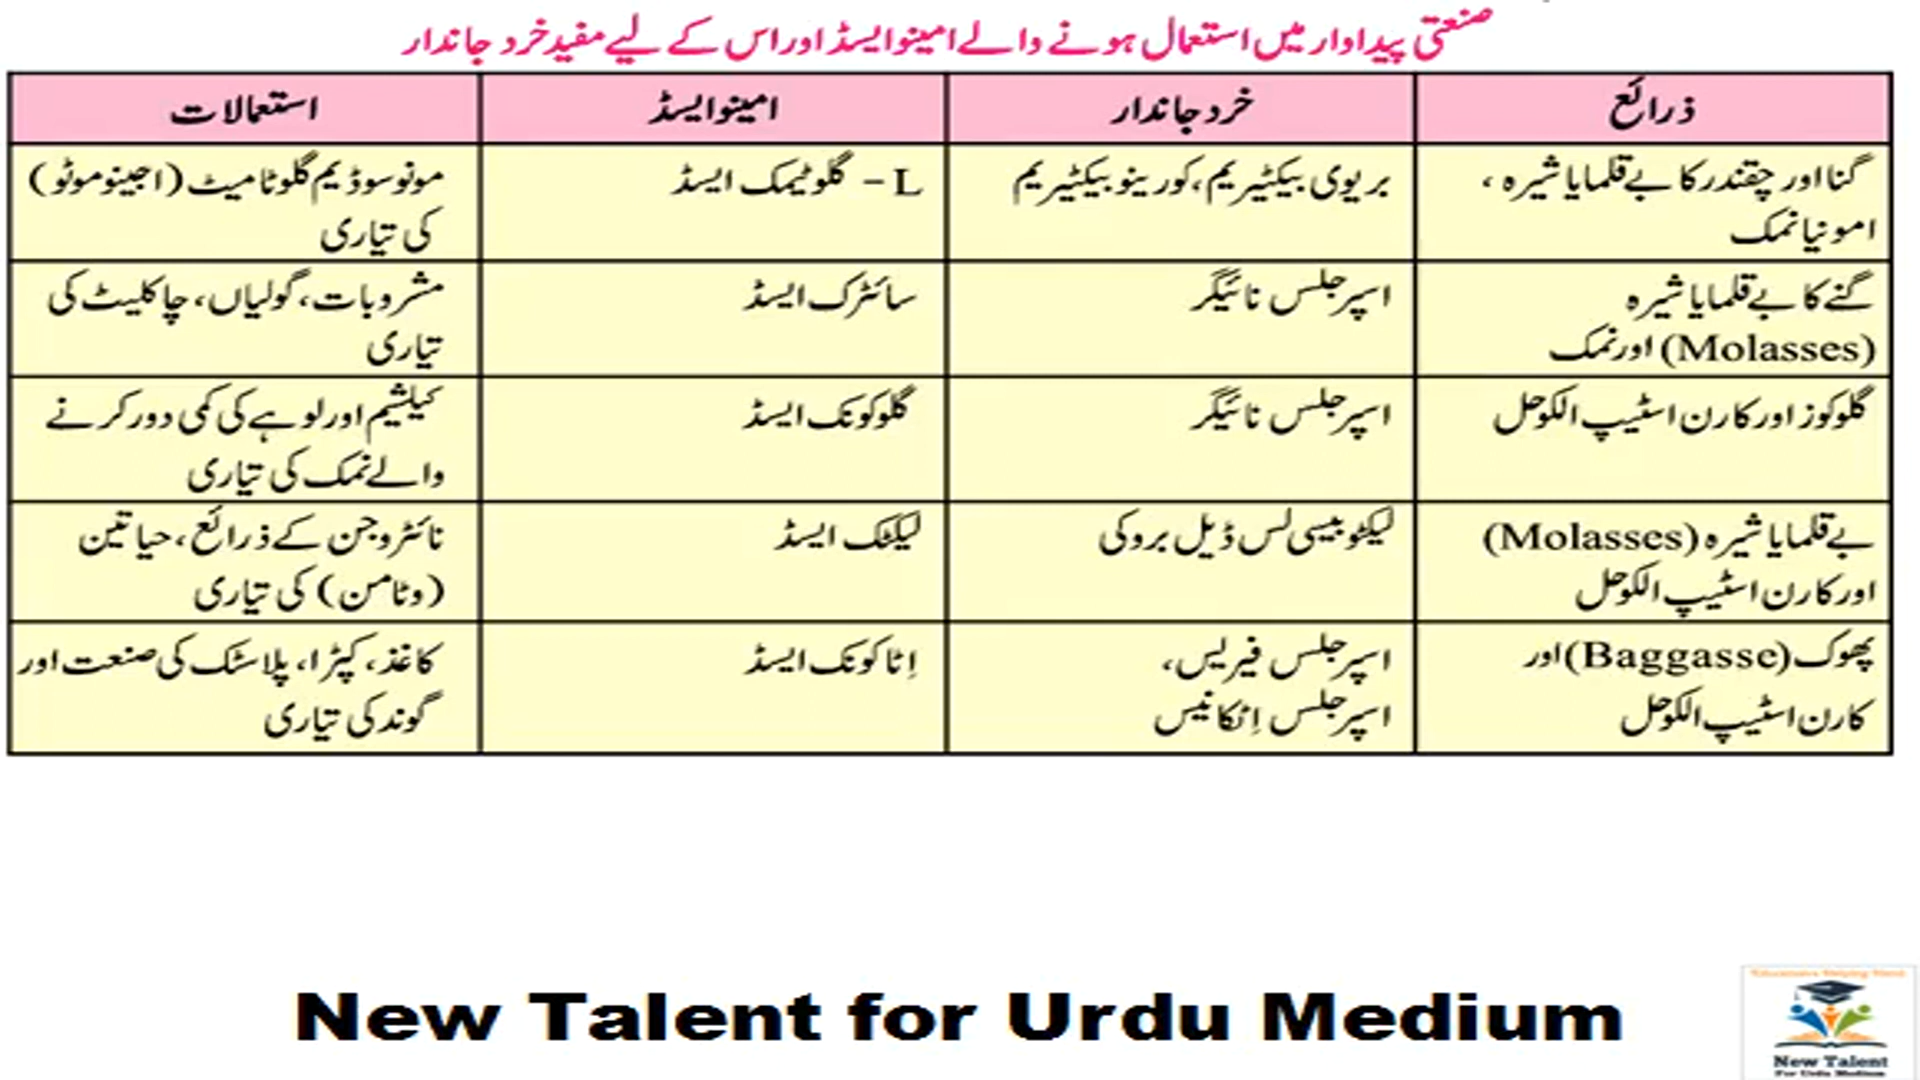 صنعتی پیداوار میں استعمال ہونے والے امینو ایسڈ اور اس کے لیے مفید خرد جاندار
ذرائع
خرد جاندار
امینو ایسڈ
استعمالات
گنا اور چقندر کا بے قلمایا شیرہ ،
امونیا نمک
بریوی بیکٹیریم، کورینو بیکٹیریم
L - گلوٹیمک ایسڈ
مونوسوڈیم گلوٹامیٹ (اجینوموٹو)
کی تیاری
گنے کا بے قلمایا شیرہ
(Molasses) اور نمک
اسپرجلس نائیگر
سائٹرک ایسڈ
مشروبات، گولیاں، چاکلیٹ کی
تیاری
گلوکوز اور کارن اسٹیپ الکوحل
اسپرجلس نائیگر
گلوکونک ایسڈ
کیلشیم اور لوہے کی کمی دور کرنے
والے نمک کی تیاری
بے قلمایا شیرہ (Molasses)
اور کارن اسٹیپ الکوحل
لیکٹوبیسی لس ڈیل بروکی
لیکٹک ایسڈ
نائٹروجن کے ذرائع، حیاتین
(وٹامن) کی تیاری
پھوک (Baggasse) اور
کارن اسٹیپ الکوحل
اسپرجلس فیریس،
اسپرجلس اِٹکانیس
اِٹاکونک ایسڈ
کاغذ، کپڑا، پلاسٹک کی صنعت اور
گوند کی تیاری
New Talent for Urdu Medium
New Talent
For Urdu Medium